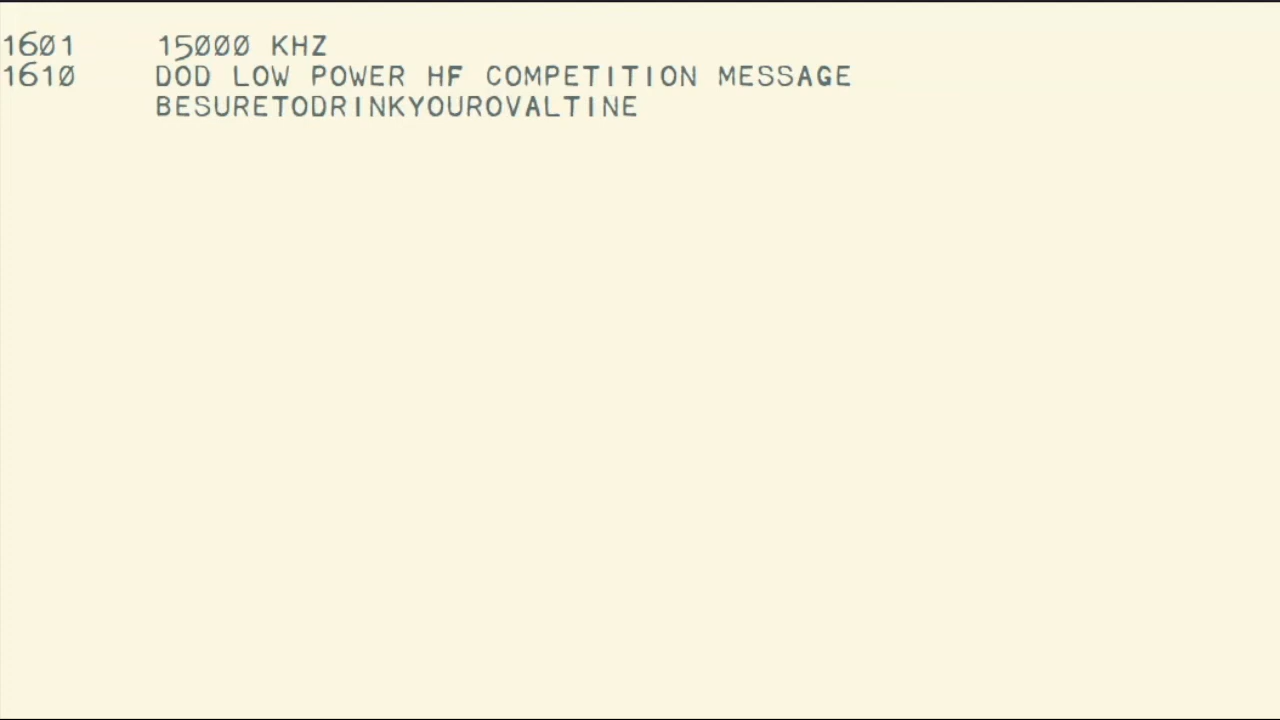 1601 15000 KHZ
1610 DOD LOW POWER HF COMPETITION MESSAGE
BESURETODRINKYOUROVALTINE